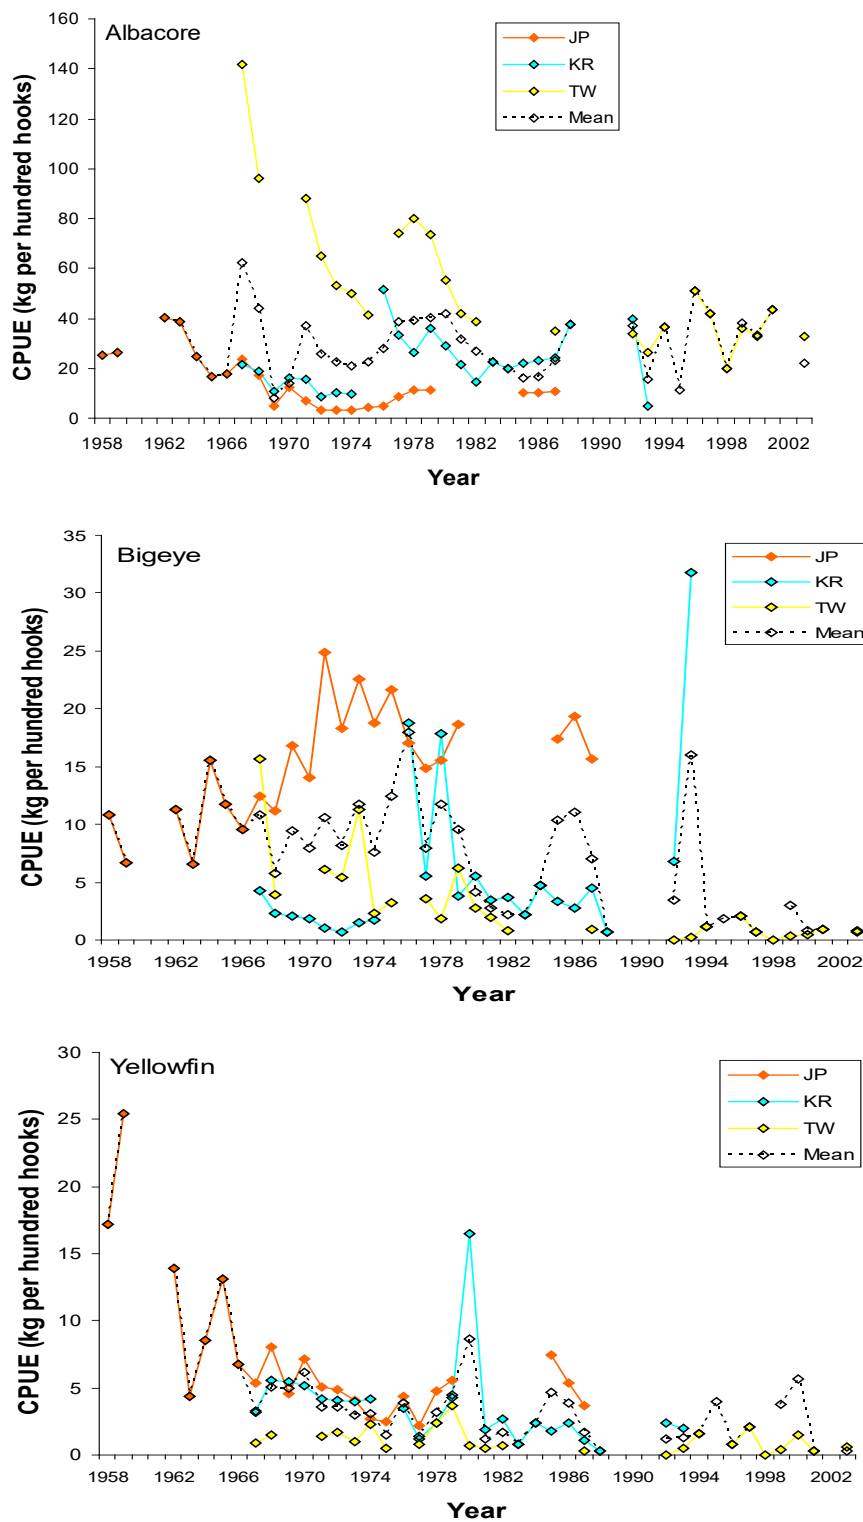 Albacore
JP
KR
TW
Mean
CPUE (kg per hundred hooks)
160
140
120
100
80
60
40
20
0
1958 1962 1966 1970 1974 1978 1982 1986 1990 1994 1998 2002
Year
Bigeye
JP
KR
TW
Mean
CPUE (kg per hundred hooks)
35
30
25
20
15
10
5
0
1958 1962 1966 1970 1974 1978 1982 1986 1990 1994 1998 2002
Year
Yellowfin
JP
KR
TW
Mean
CPUE (kg per hundred hooks)
30
25
20
15
10
5
0
1958 1962 1966 1970 1974 1978 1982 1986 1990 1994 1998 2002
Year